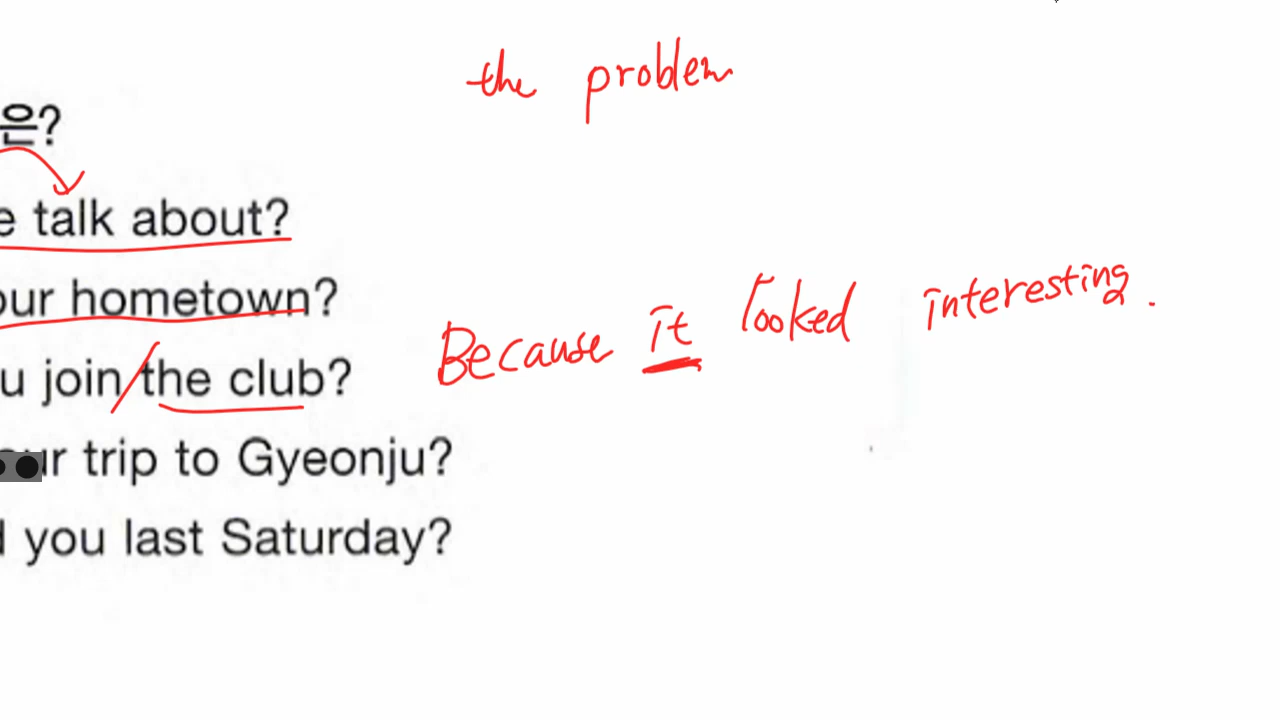 the problem
은?
e talk about?
our hometown?
Because it looked interesting.
u join the club?
our trip to Gyeonju?
d you last Saturday?